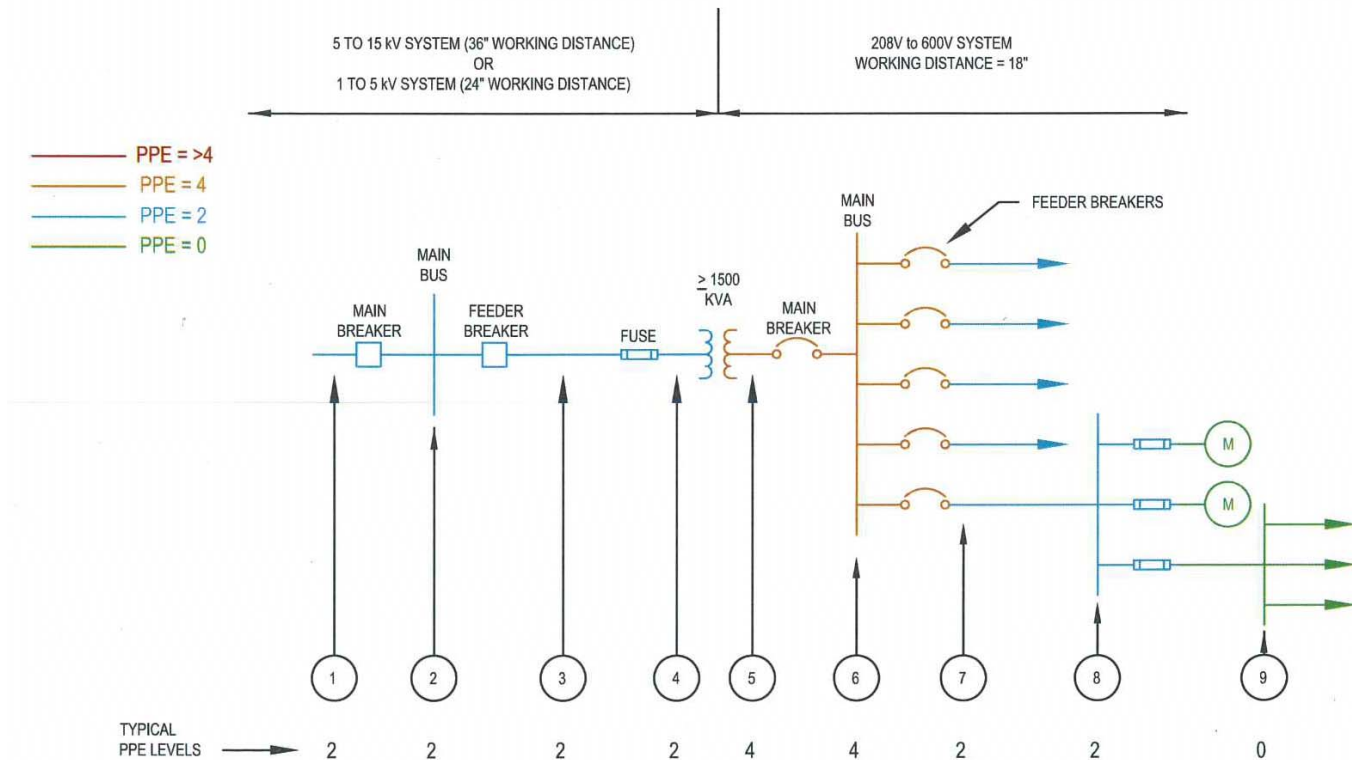 5 TO 15 kV SYSTEM (36" WORKING DISTANCE)
OR
1 TO 5 kV SYSTEM (24" WORKING DISTANCE)
208V to 600V SYSTEM
WORKING DISTANCE = 18"
PPE = >4
PPE = 4
PPE = 2
PPE = 0
MAIN
BREAKER
MAIN
BUS
FEEDER
BREAKER
FUSE
≥ 1500
KVA
MAIN
BREAKER
MAIN
BUS
FEEDER BREAKERS
M
M
1 2 3 4 5 6 7 8 9
TYPICAL
PPE LEVELS 2 2 2 2 4 4 2 2 0